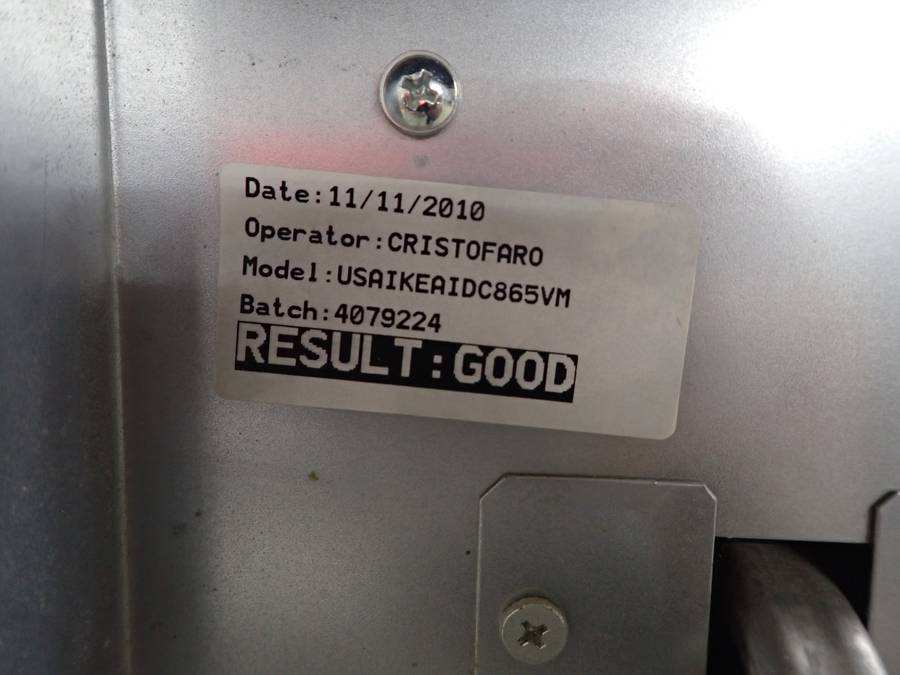 Date:11/11/2010
Operator:CRISTOFARO
Model:USAIKEAIDC865VM
Batch:4079224
RESULT:GOOD